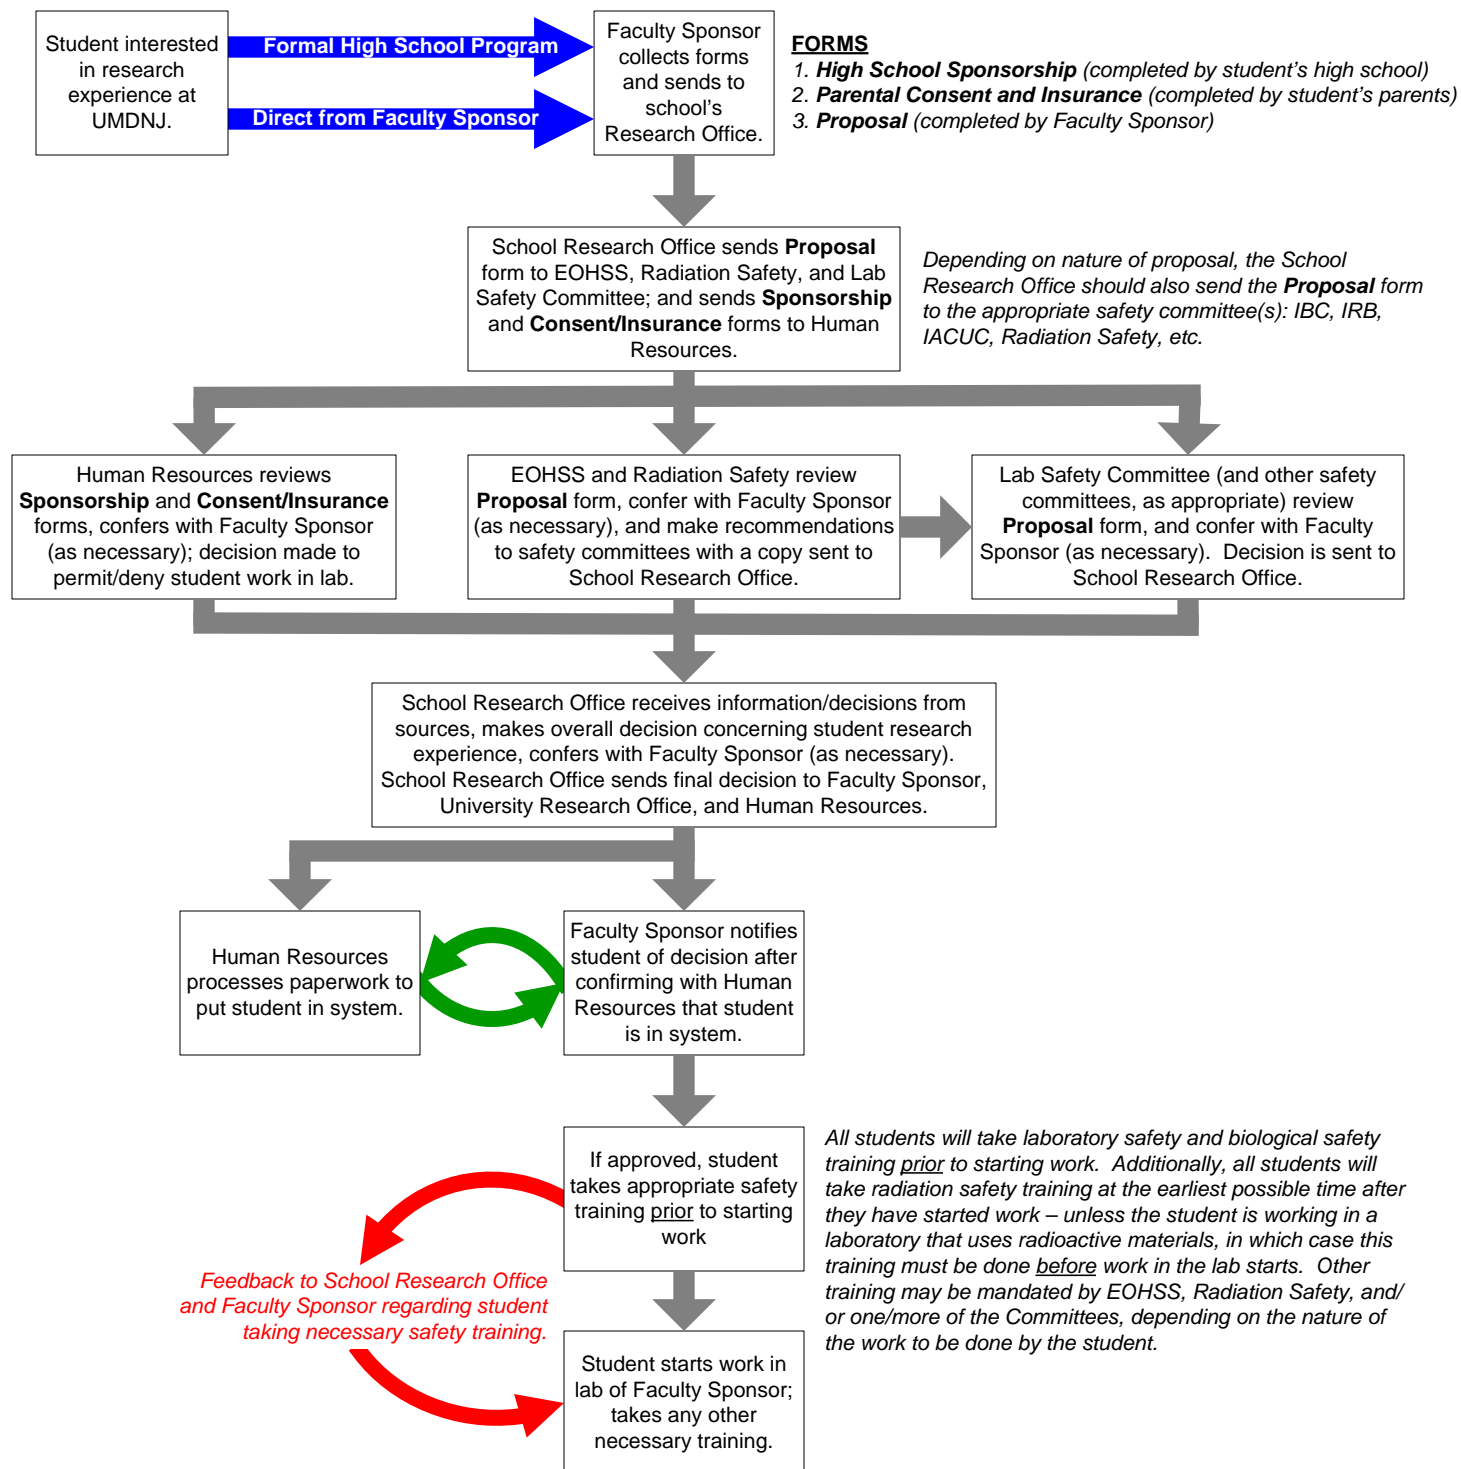 Student interested
in research
experience at
UMDNJ.
Formal High School Program
Direct from Faculty Sponsor
Faculty Sponsor
collects forms
and sends to
school's
Research Office.
FORMS
1. High School Sponsorship (completed by student's high school)
2. Parental Consent and Insurance (completed by student's parents)
3. Proposal (completed by Faculty Sponsor)
School Research Office sends Proposal
form to EOHSS, Radiation Safety, and Lab
Safety Committee; and sends Sponsorship
and Consent/Insurance forms to Human
Resources.
Depending on nature of proposal, the School
Research Office should also send the Proposal form
to the appropriate safety committee(s): IBC, IRB,
IACUC, Radiation Safety, etc.
Human Resources reviews
Sponsorship and Consent/Insurance
forms, confers with Faculty Sponsor
(as necessary); decision made to
permit/deny student work in lab.
EOHSS and Radiation Safety review
Proposal form, confer with Faculty Sponsor
(as necessary), and make recommendations
to safety committees with a copy sent to
School Research Office.
Lab Safety Committee (and other safety
committees, as appropriate) review
Proposal form, and confer with Faculty
Sponsor (as necessary).  Decision is sent to
School Research Office.
School Research Office receives information/decisions from
sources, makes overall decision concerning student research
experience, confers with Faculty Sponsor (as necessary).
School Research Office sends final decision to Faculty Sponsor,
University Research Office, and Human Resources.
Human Resources
processes paperwork to
put student in system.
Faculty Sponsor notifies
student of decision after
confirming with Human
Resources that student
is in system.
If approved, student
takes appropriate safety
training prior to starting
work
All students will take laboratory safety and biological safety
training prior to starting work.  Additionally, all students will
take radiation safety training at the earliest possible time after
they have started work – unless the student is working in a
laboratory that uses radioactive materials, in which case this
training must be done before work in the lab starts.  Other
training may be mandated by EOHSS, Radiation Safety, and/
or one/more of the Committees, depending on the nature of
the work to be done by the student.
Feedback to School Research Office
and Faculty Sponsor regarding student
taking necessary safety training.
Student starts work in
lab of Faculty Sponsor;
takes any other
necessary training.